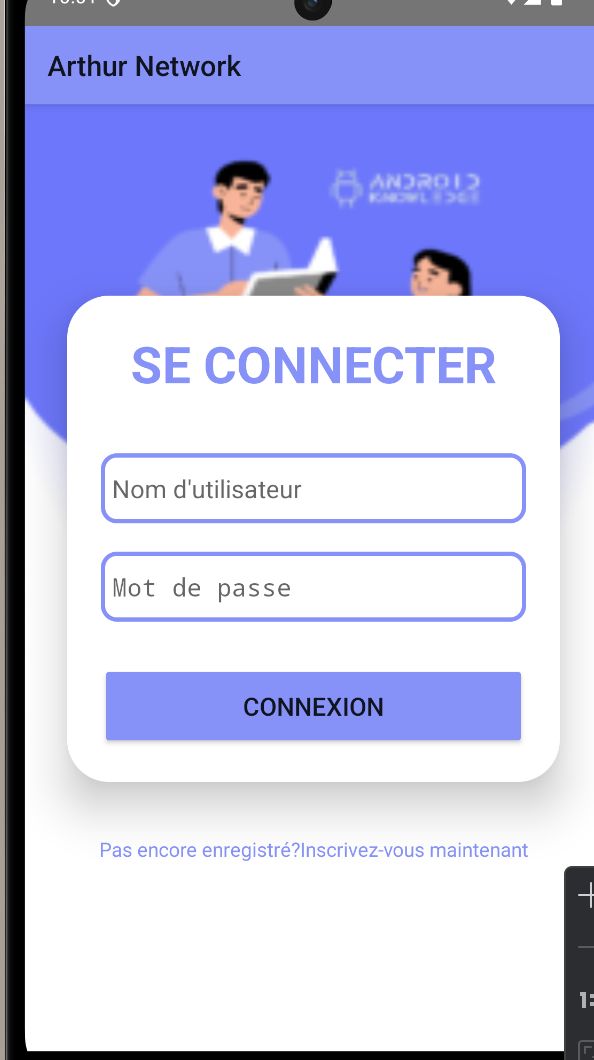 Arthur Network
ANDROID
KNOWLEDGE
SE CONNECTER
Nom d'utilisateur
Mot de passe
CONNEXION
Pas encore enregistré?Inscrivez-vous maintenant